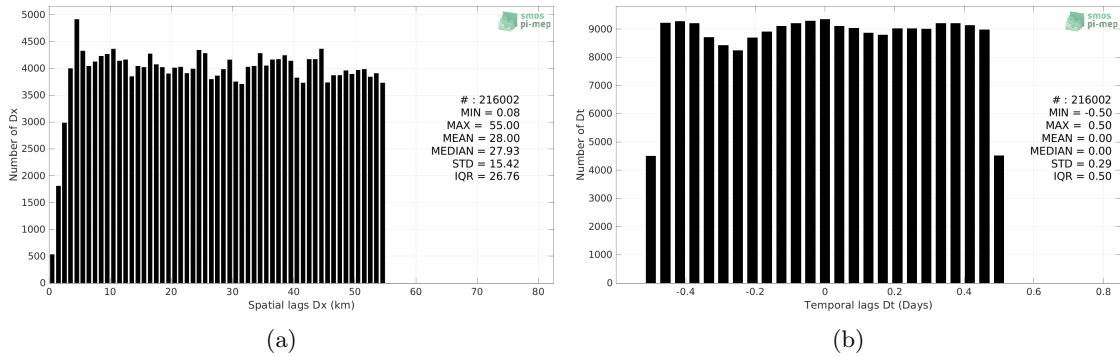 smos
pi-mep
5000
4500
4000
3500
3000
2500
2000
1500
1000
500
0
Number of Dx
# : 216002
MIN = 0.08
MAX = 55.00
MEAN = 28.00
MEDIAN = 27.93
STD = 15.42
IQR = 26.76
0 10 20 30 40 50 60 70 80
Spatial lags Dx (km)
(a)
smos
pi-mep
9000
8000
7000
6000
5000
4000
3000
2000
1000
0
Number of Dt
# : 216002
MIN = -0.50
MAX = 0.50
MEAN = 0.00
MEDIAN = 0.00
STD = 0.29
IQR = 0.50
-0.4 -0.2 0 0.2 0.4 0.6 0.8
Temporal lags Dt (Days)
(b)